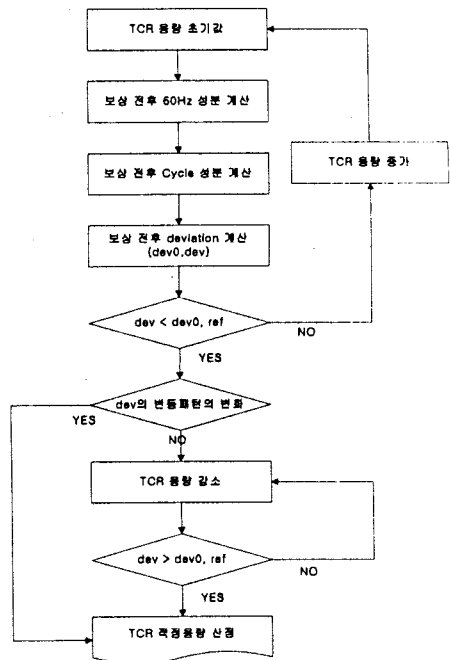 TCR 용량 초기값
보상 전후 60Hz 성분 계산
보상 전후 Cycle 성분 계산
TCR 용량 증가
보상 전후 deviation 계산
(dev0,dev)
dev < dev0, ref
NO
YES
dev의 변동패턴의 변화
YES
NO
TCR 용량 감소
dev > dev0, ref
NO
YES
TCR 적정용량 산정